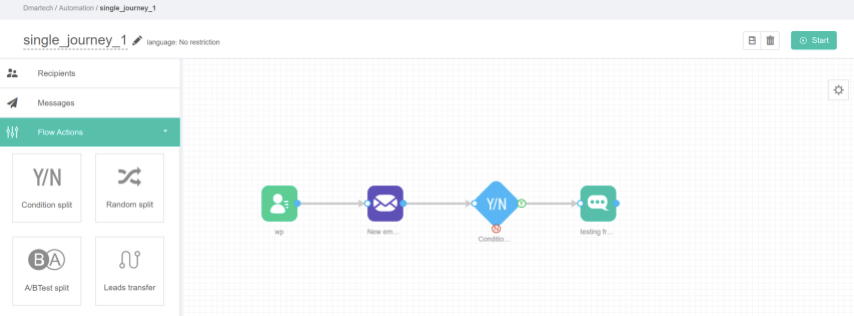 Dmartech / Automation / single_journey_1
single_journey_1 language: No restriction
Start
Recipients
Messages
Flow Actions
Y/N
Condition split
Random split
BA
A/BTest split
Leads transfer
Y/N
Y
N
wp
New em...
Conditio...
testing fr...